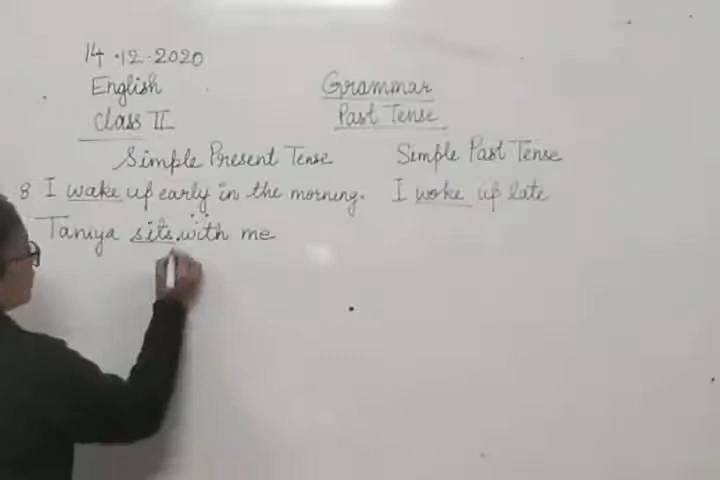 14.12.2020
English Grammar
Class II Past Tense
Simple Present Tense Simple Past Tense
8 I wake up early in the morning. I woke up late
Taniya sits with me